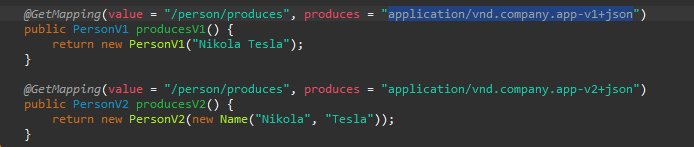 @GetMapping(value = "/person/produces", produces = "application/vnd.company.app-v1+json")
public PersonV1 producesV1() {
return new PersonV1("Nikola Tesla");
}
@GetMapping(value = "/person/produces", produces = "application/vnd.company.app-v2+json")
public PersonV2 producesV2() {
return new PersonV2(new Name("Nikola", "Tesla"));
}